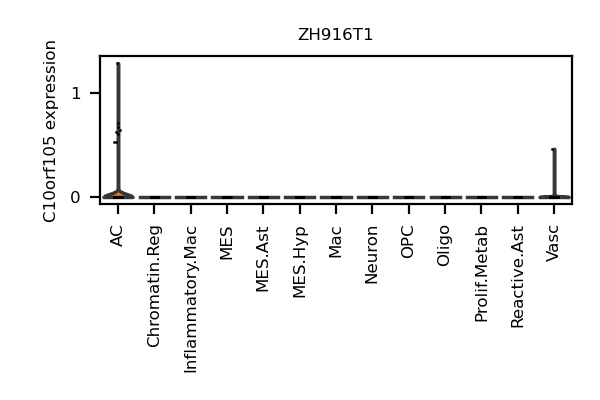 ZH916T1
C10orf105 expression
1
0
AC
Chromatin.Reg
Inflammatory.Mac
MES
MES.Ast
MES.Hyp
Mac
Neuron
OPC
Oligo
Prolif.Metab
Reactive.Ast
Vasc